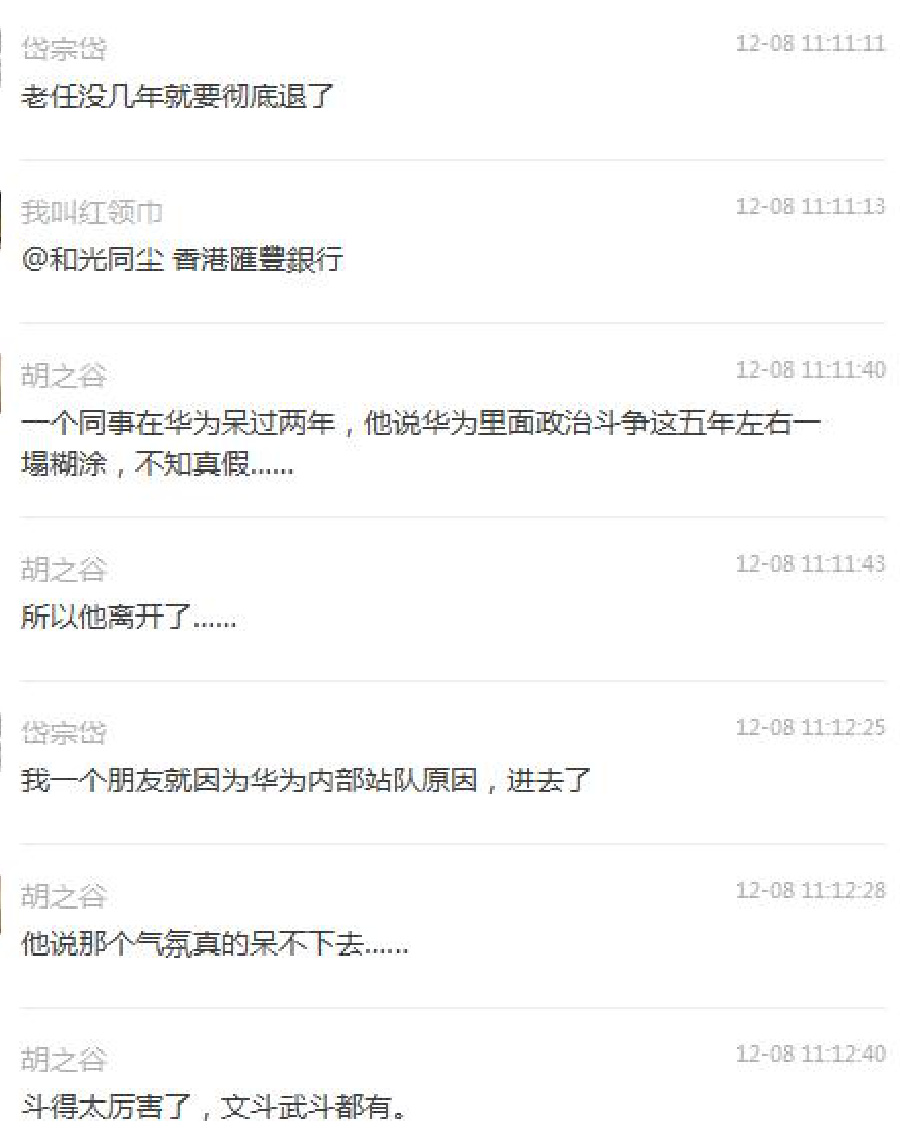 岱宗岱
12-08 11:11:11
老任没几年就要彻底退了
我叫红领巾
12-08 11:11:13
@和光同尘 香港匯豐銀行
胡之谷
12-08 11:11:40
一个同事在华为呆过两年，他说华为里面政治斗争这五年左右一
塌糊涂，不知真假......
胡之谷
12-08 11:11:43
所以他离开了......
岱宗岱
12-08 11:12:25
我一个朋友就因为华为内部站队原因，进去了
胡之谷
12-08 11:12:28
他说那个气氛真的呆不下去......
胡之谷
12-08 11:12:40
斗得太厉害了，文斗武斗都有。